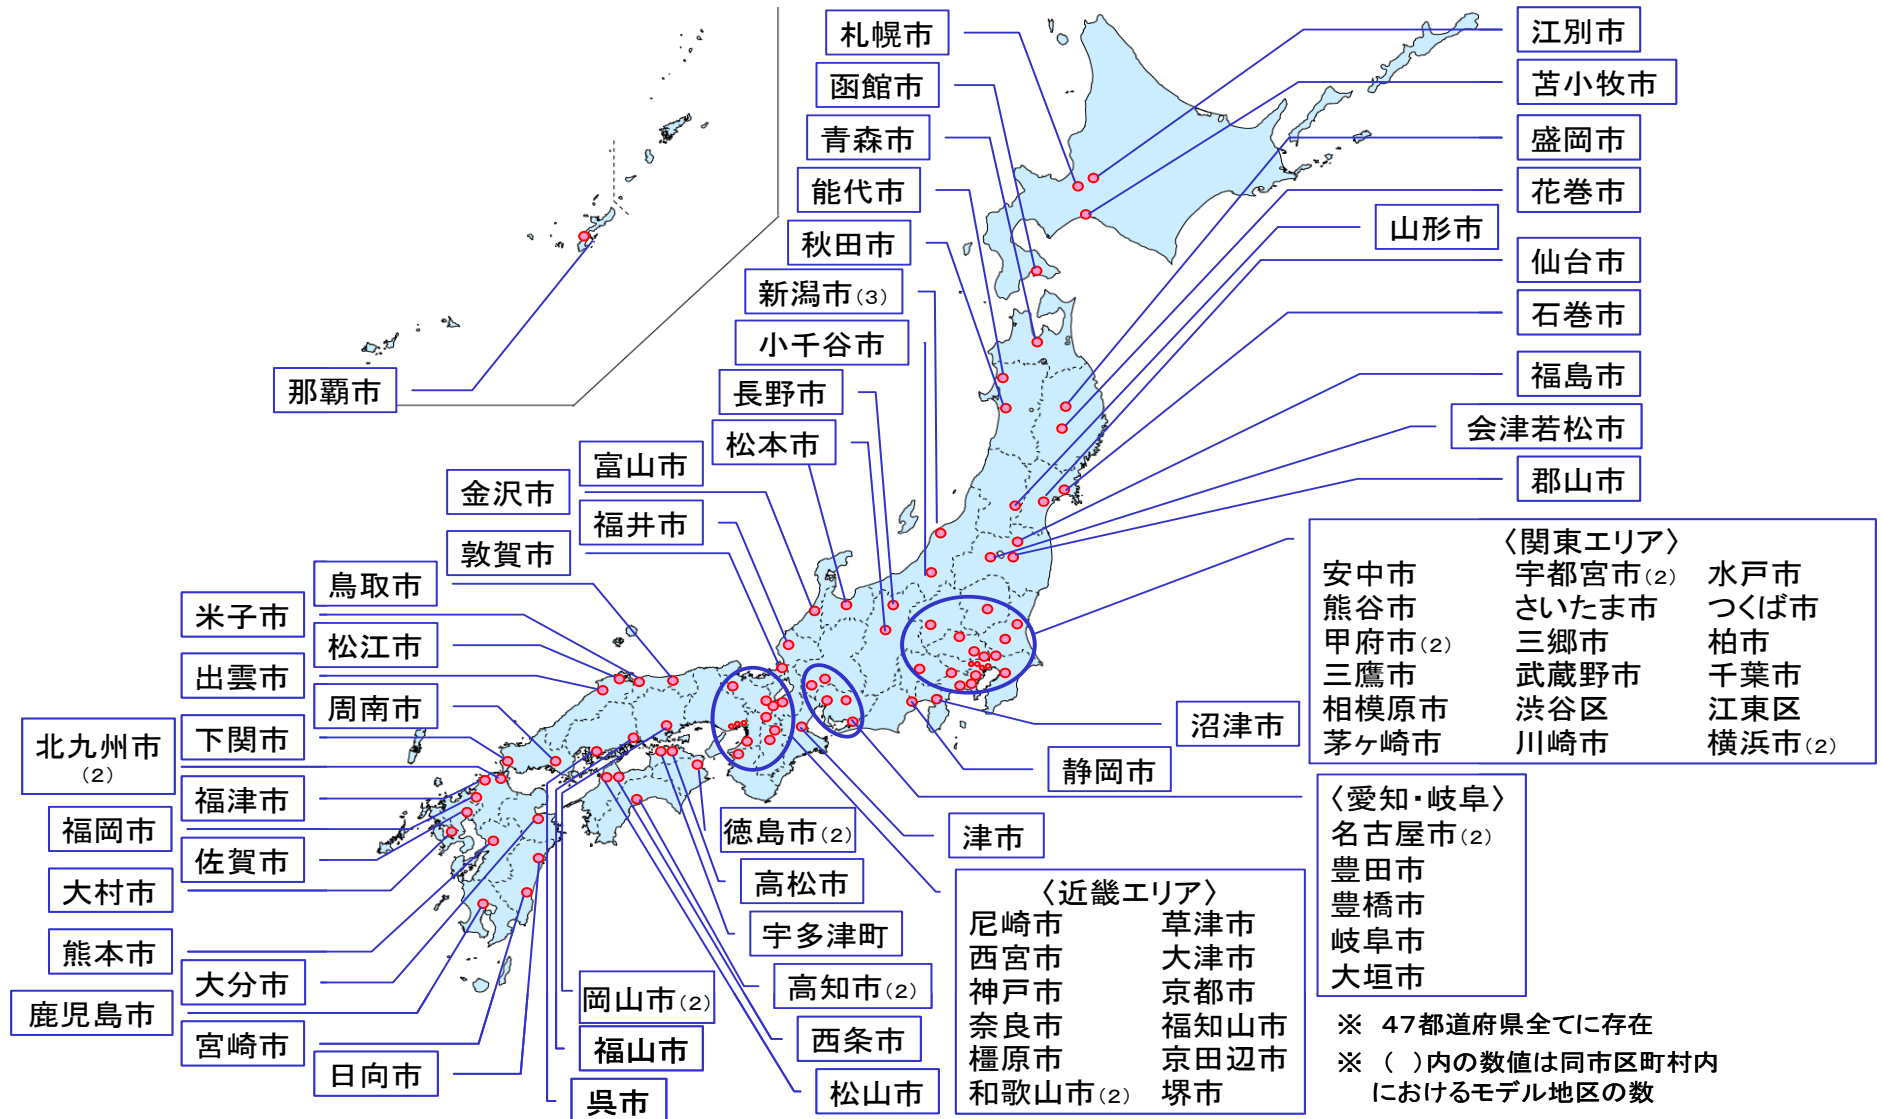 札幌市
函館市
青森市
能代市
秋田市
新潟市(3)
小千谷市
長野市
松本市
富山市
金沢市
福井市
敦賀市
鳥取市
米子市
松江市
出雲市
周南市
下関市
北九州市
(2)
福津市
福岡市
佐賀市
大村市
熊本市
大分市
鹿児島市
宮崎市
日向市
那覇市
江別市
苫小牧市
盛岡市
花巻市
山形市
仙台市
石巻市
福島市
会津若松市
郡山市
〈関東エリア〉
安中市 宇都宮市(2) 水戸市
熊谷市 さいたま市 つくば市
甲府市(2) 三郷市 柏市
三鷹市 武蔵野市 千葉市
相模原市 渋谷区 江東区
茅ヶ崎市 川崎市 横浜市(2)
沼津市
静岡市
〈愛知・岐阜〉
名古屋市(2)
豊田市
豊橋市
岐阜市
大垣市
津市
〈近畿エリア〉
尼崎市 草津市
西宮市 大津市
神戸市 京都市
奈良市 福知山市
橿原市 京田辺市
和歌山市(2) 堺市
徳島市(2)
高松市
宇多津町
高知市(2)
西条市
松山市
岡山市(2)
福山市
呉市
※ 47都道府県全てに存在
※ ( )内の数値は同市区町村内
におけるモデル地区の数